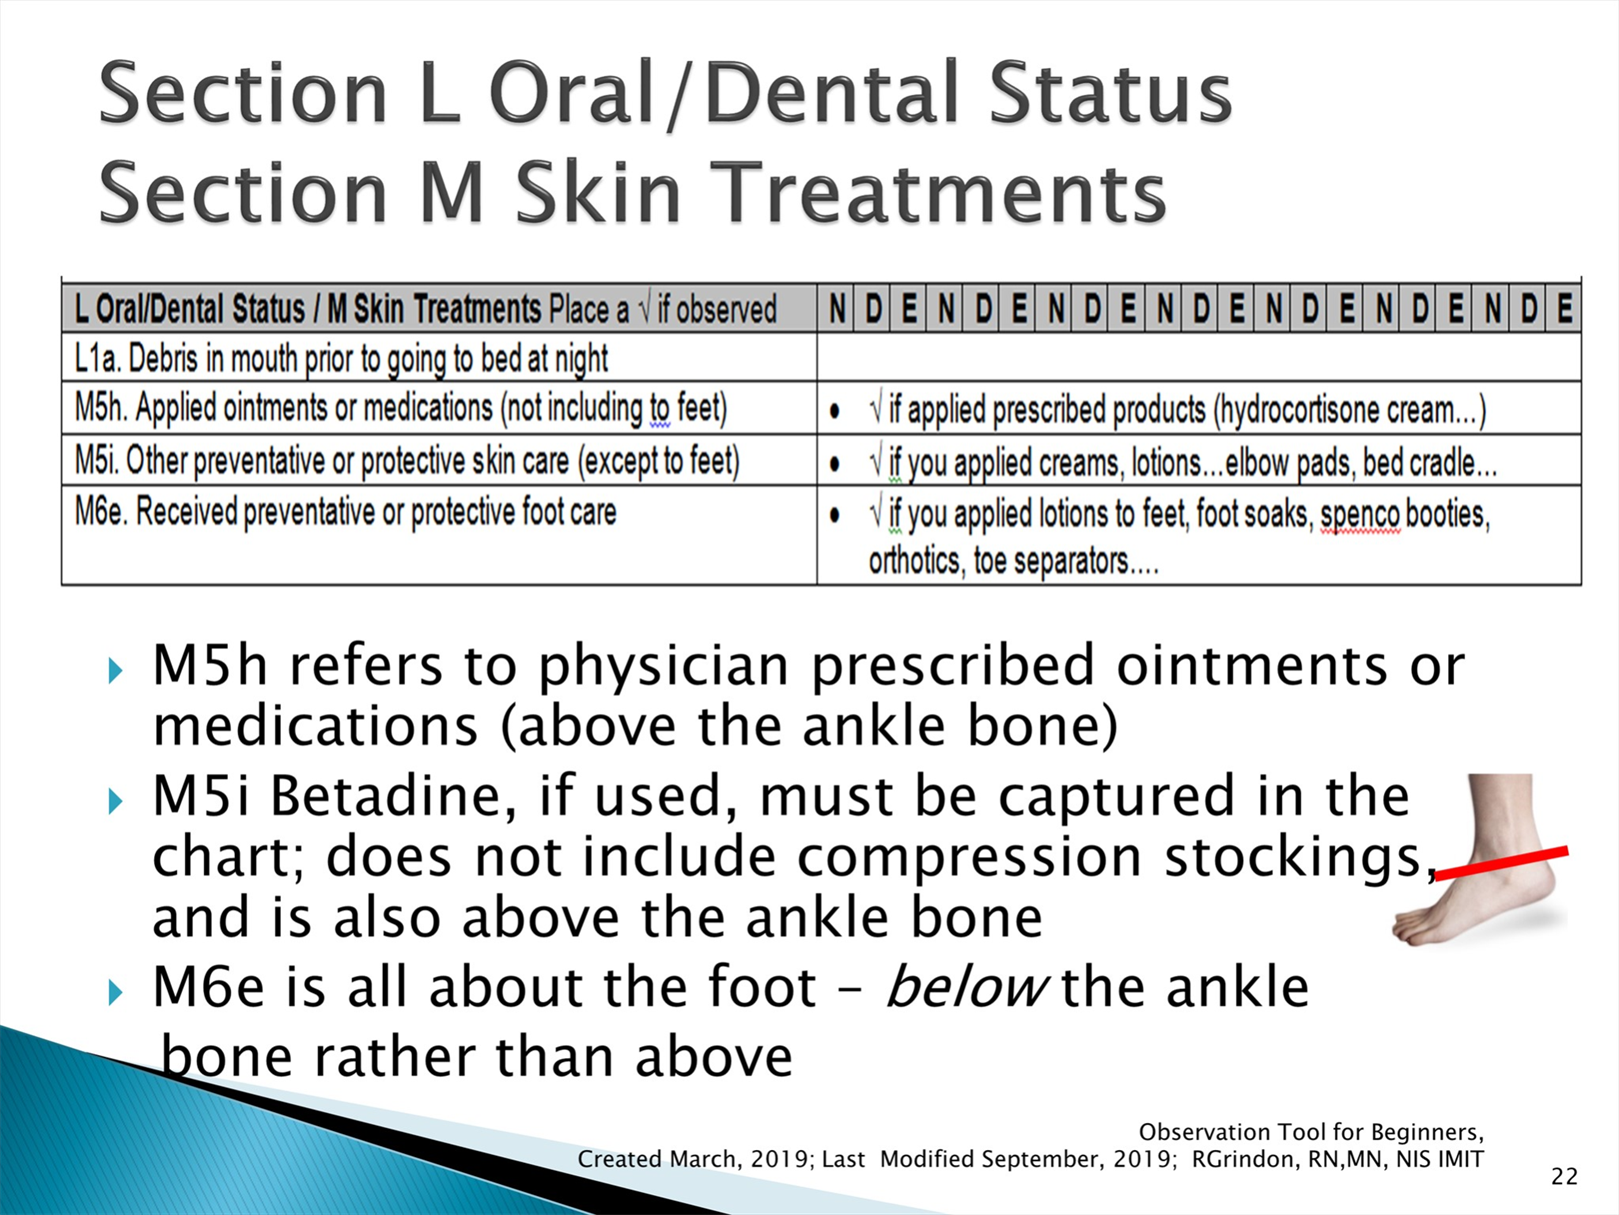 Section L Oral/Dental Status
Section M Skin Treatments
L Oral/Dental Status / M Skin Treatments Place a √ if observed N D E N D E N D E N D E N D E N D E N D E
L1a. Debris in mouth prior to going to bed at night
M5h. Applied ointments or medications (not including to feet) • √ if applied prescribed products (hydrocortisone cream...)
M5i. Other preventative or protective skin care (except to feet) • √ if you applied creams, lotions...elbow pads, bed cradle...
M6e. Received preventative or protective foot care • √ if you applied lotions to feet, foot soaks, spenco booties,
orthotics, toe separators....
M5h refers to physician prescribed ointments or
medications (above the ankle bone)
M5i Betadine, if used, must be captured in the
chart; does not include compression stockings,
and is also above the ankle bone
M6e is all about the foot – below the ankle
bone rather than above
Observation Tool for Beginners,
Created March, 2019; Last  Modified September, 2019;  RGrindon, RN,MN, NIS IMIT
22